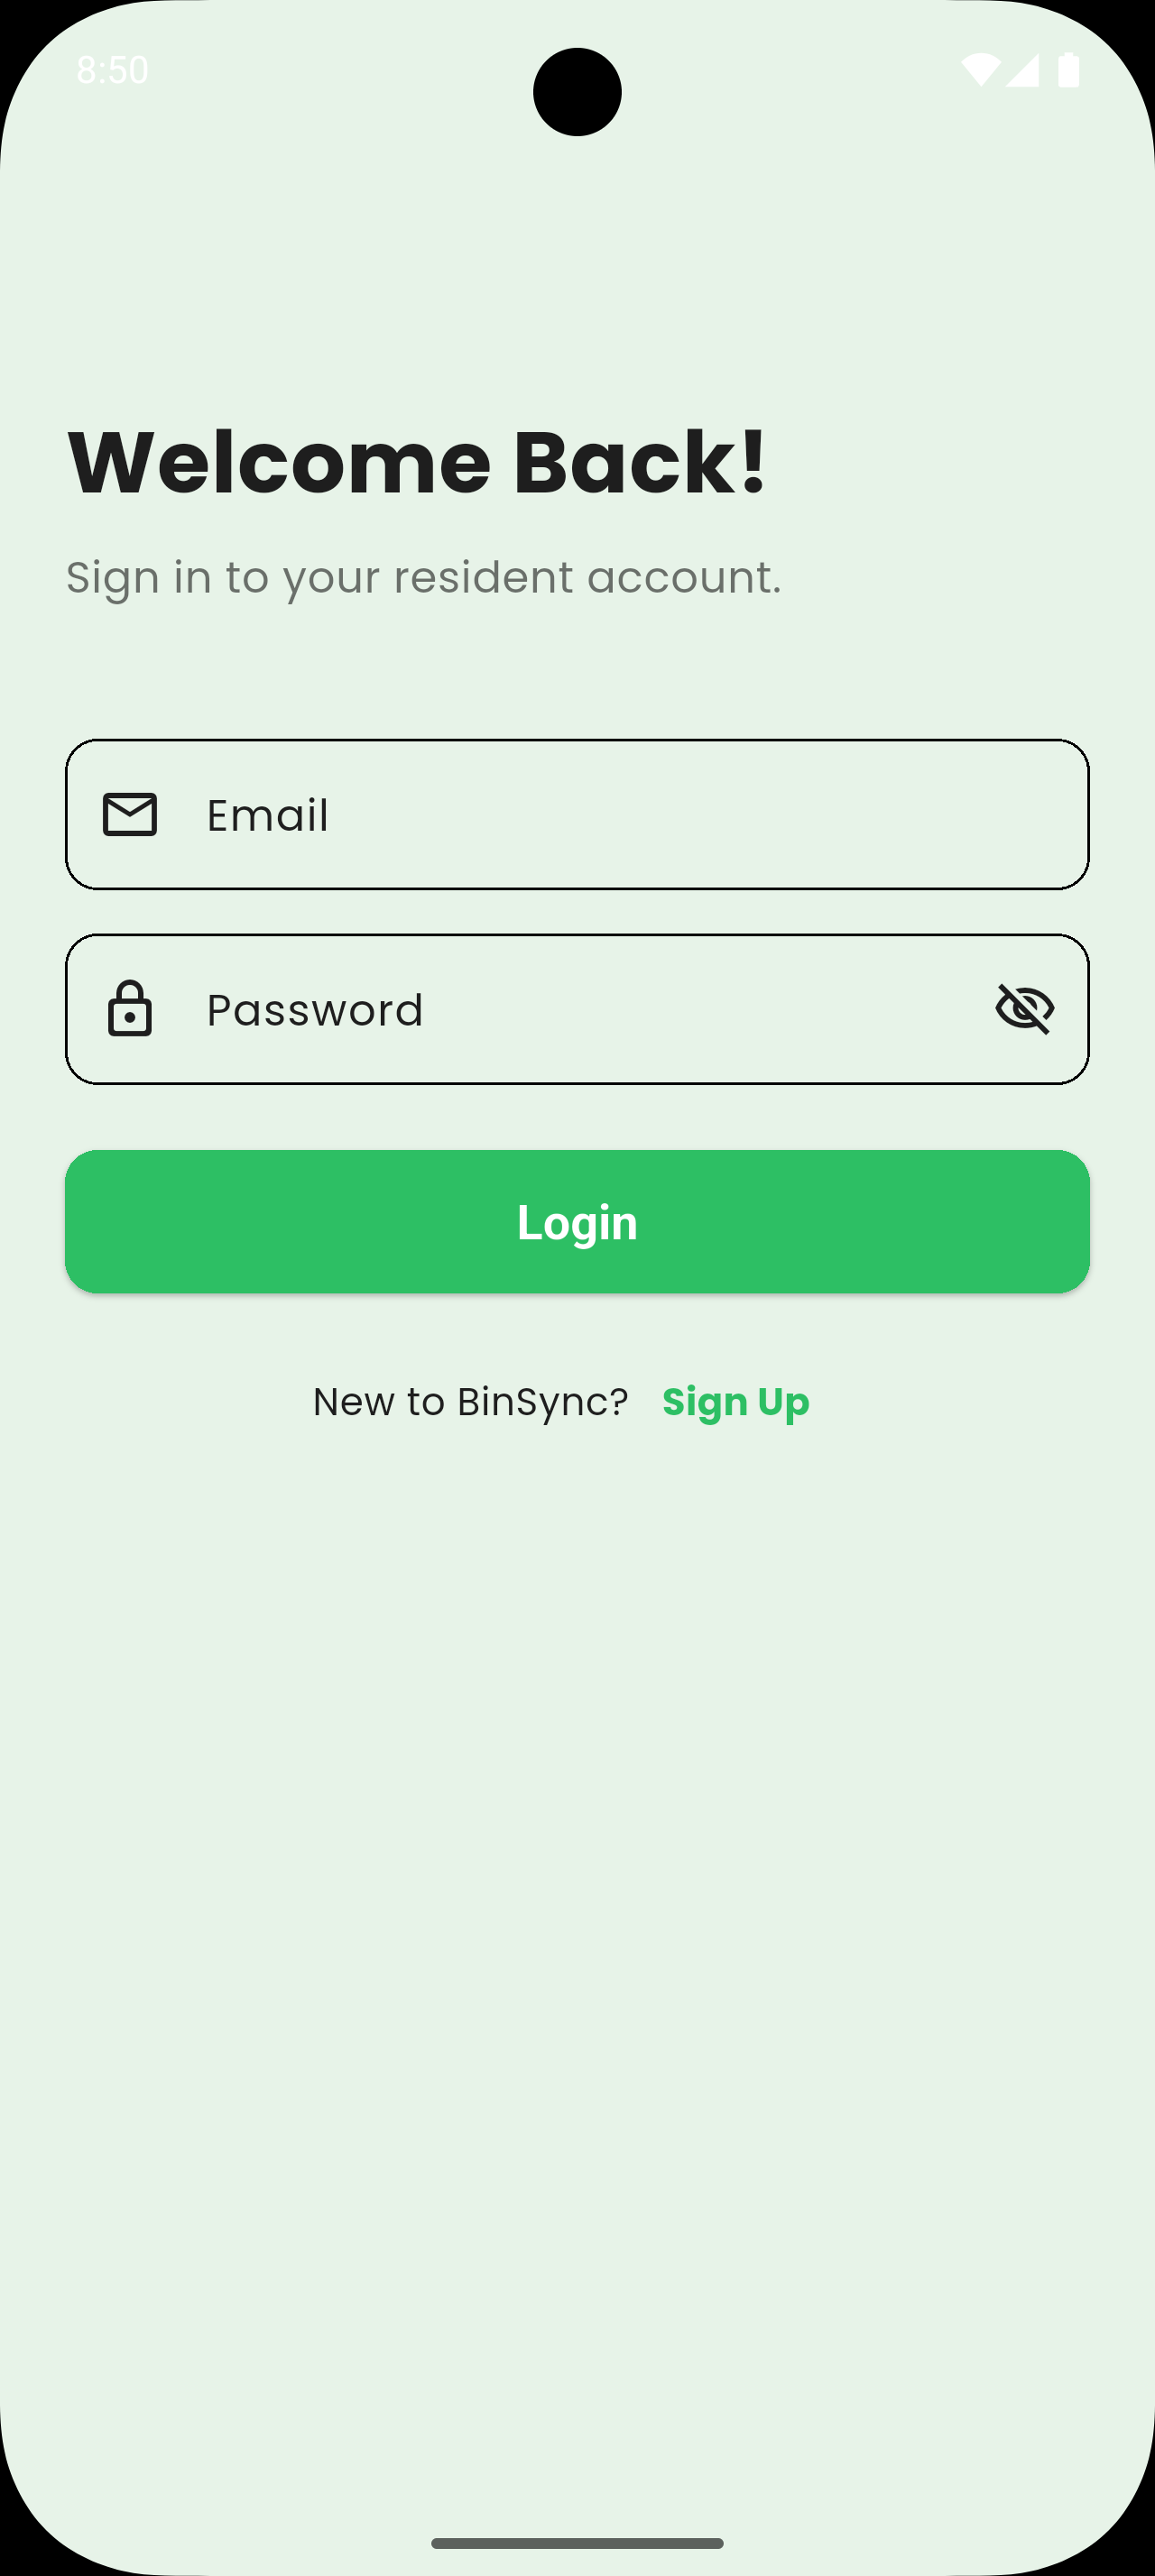 8:50
Welcome Back!
Sign in to your resident account.
Email
Password
Login
New to BinSync? Sign Up